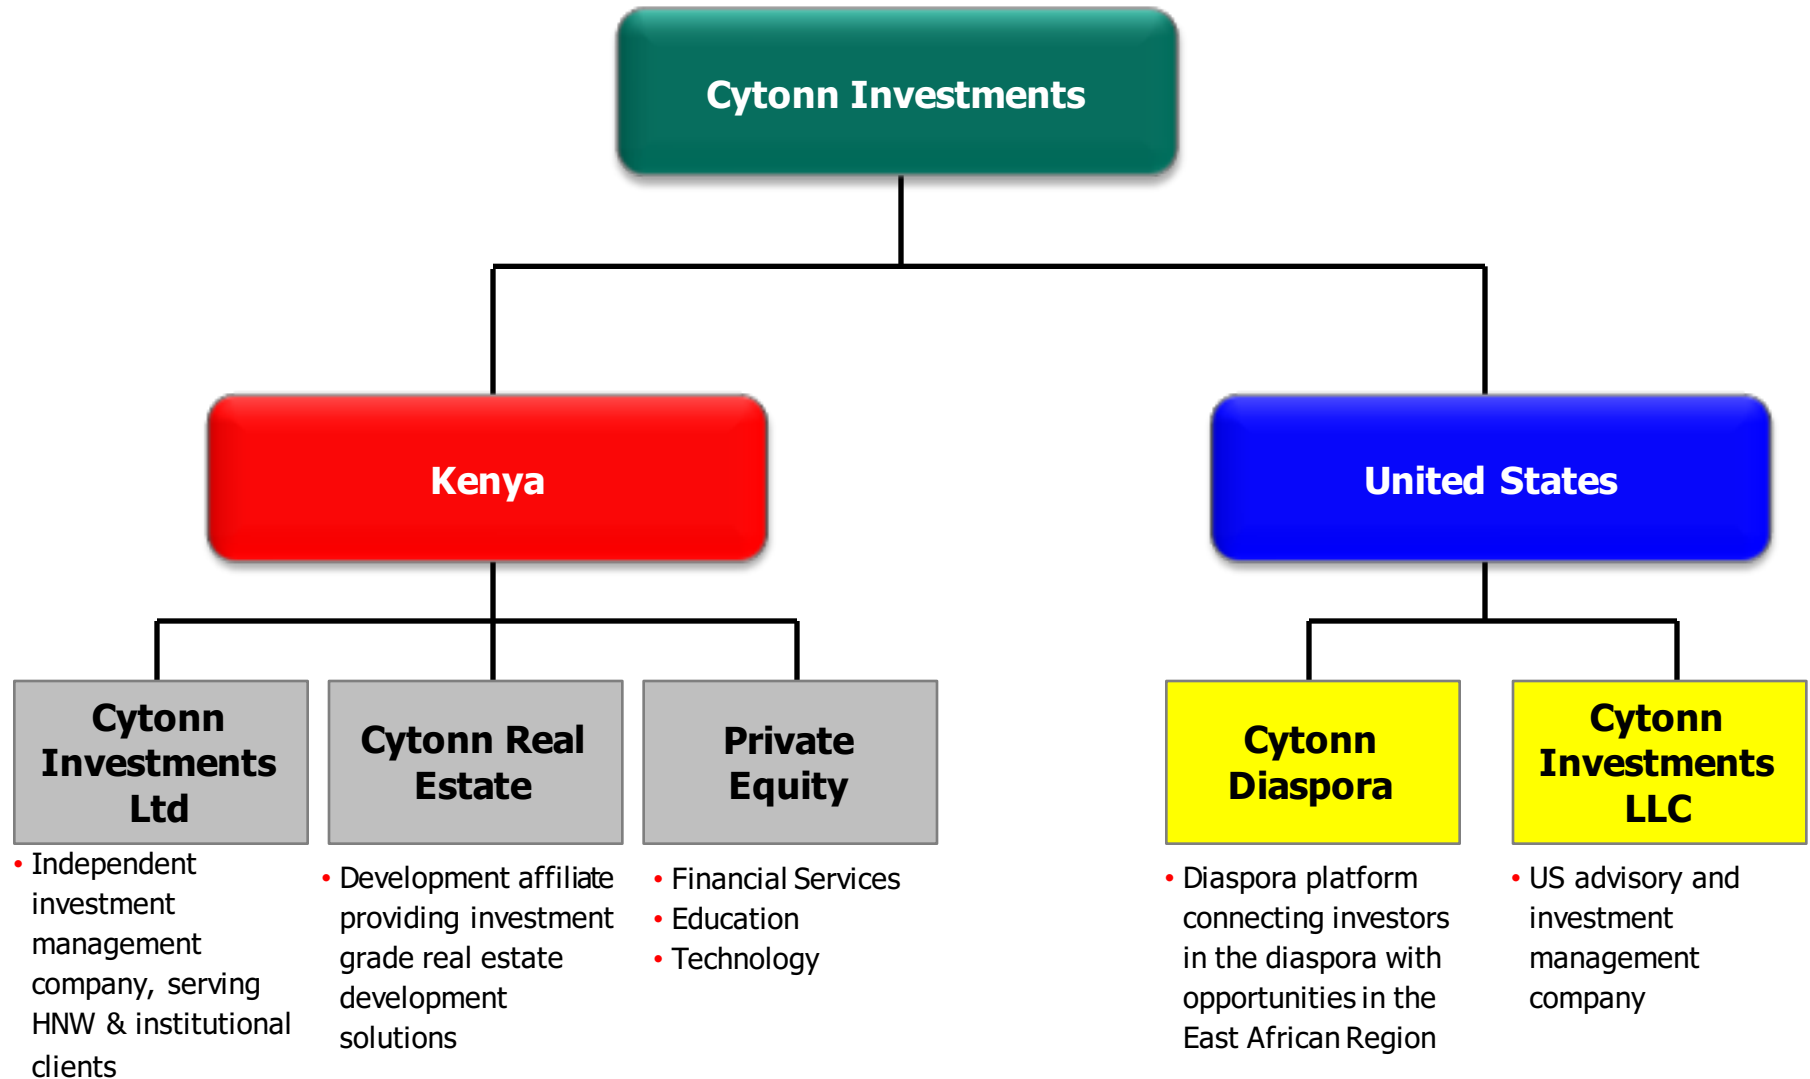 Cytonn Investments
Kenya
United States
Cytonn
Investments
Ltd
Cytonn Real
Estate
Private
Equity
Cytonn
Diaspora
Cytonn
Investments
LLC
• Independent
investment
management
company, serving
HNW & institutional
clients
• Development affiliate
providing investment
grade real estate
development
solutions
• Financial Services
• Education
• Technology
• Diaspora platform
connecting investors
in the diaspora with
opportunities in the
East African Region
• US advisory and
investment
management
company